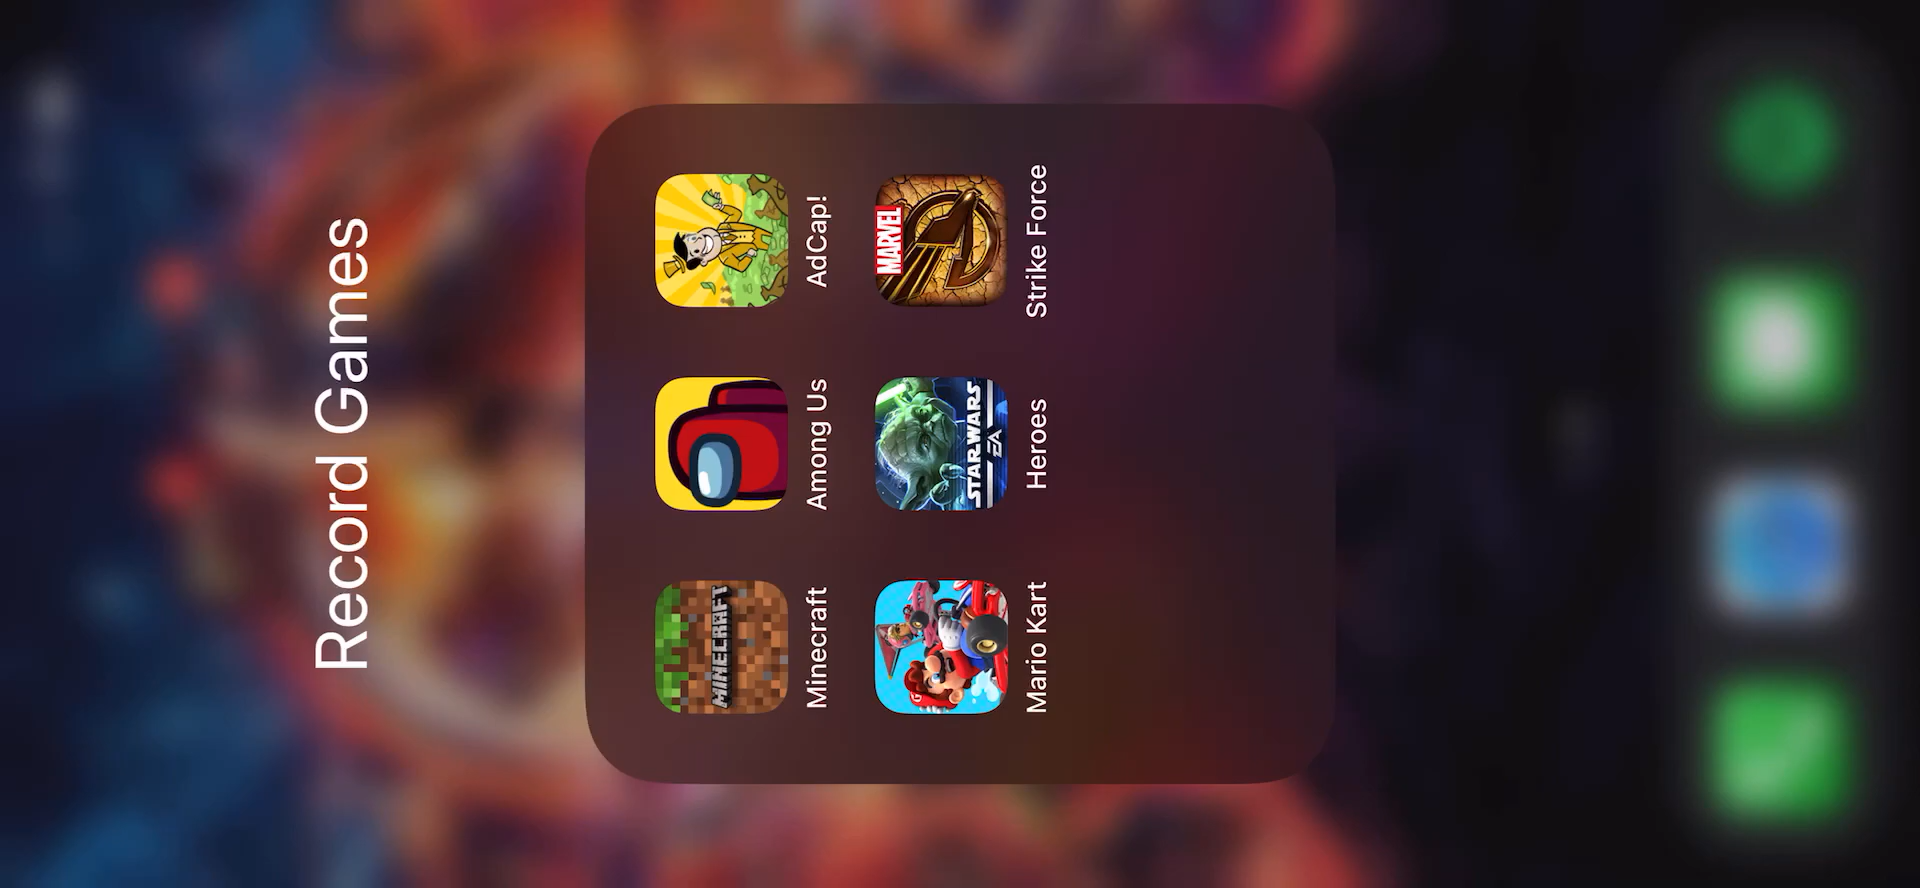 Record Games
MINECRAFT
Minecraft
Among Us
AdCap!
Mario Kart
STAR WARS
EA
Heroes
MARVEL
Strike Force